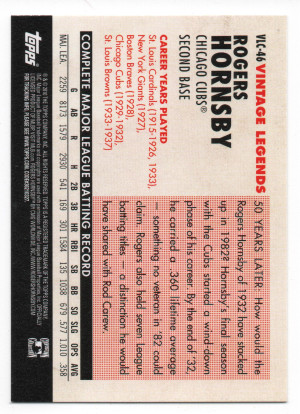 VLC-46 VINTAGE LEGENDS
ROGERS
HORNSBY
CHICAGO CUBS®
SECOND BASE
CAREER YEARS PLAYED
St. Louis Cardinals (1915-1926, 1933),
New York Giants (1927),
Boston Braves (1928),
Chicago Cubs (1929-1932),
St. Louis Browns (1933-1937)
50 YEARS LATER: How would the
Rogers Hornsby of 1932 have stacked
up in 1982? Hornsby's final season
with the Cubs started a wind-down
phase of his career. By the end of '32,
he carried a .360 lifetime average
– something no veteran in '82 could
claim. Rogers also held seven league
batting titles – a distinction he would
have shared with Rod Carew.
COMPLETE MAJOR LEAGUE BATTING RECORD
G AB R H 2B 3B HR RBI SB SLG OPS AVG
MAJ. LEA. 2259 8173 1579 2930 541 169 301 1584 135 .577 1.010 .358
topps